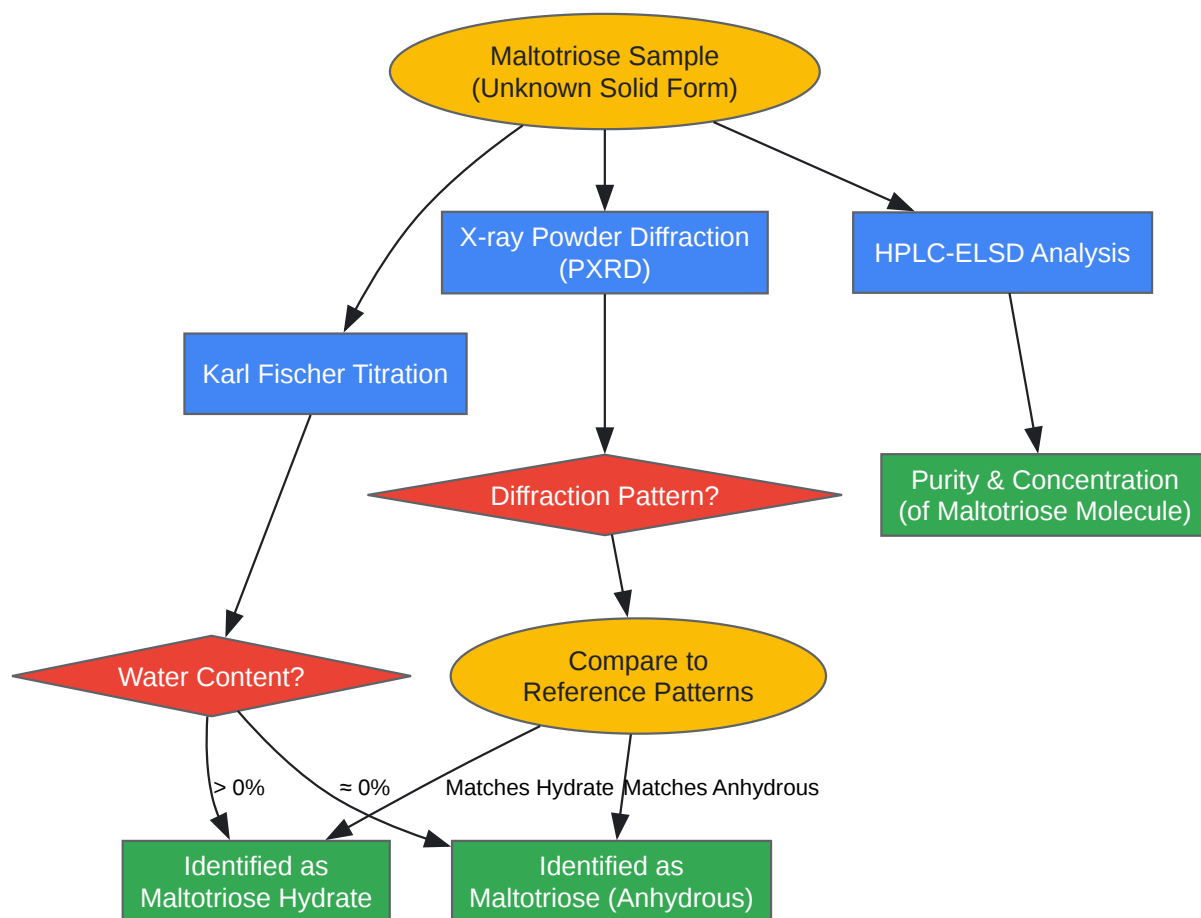 Maltotriose Sample
(Unknown Solid Form)
X-ray Powder Diffraction
(PXRD)
HPLC-ELSD Analysis
Karl Fischer Titration
Diffraction Pattern?
Purity & Concentration
(of Maltotriose Molecule)
Water Content?
Compare to
Reference Patterns
> 0%
≈ 0%
Matches Hydrate
Matches Anhydrous
Identified as
Maltotriose Hydrate
Identified as
Maltotriose (Anhydrous)